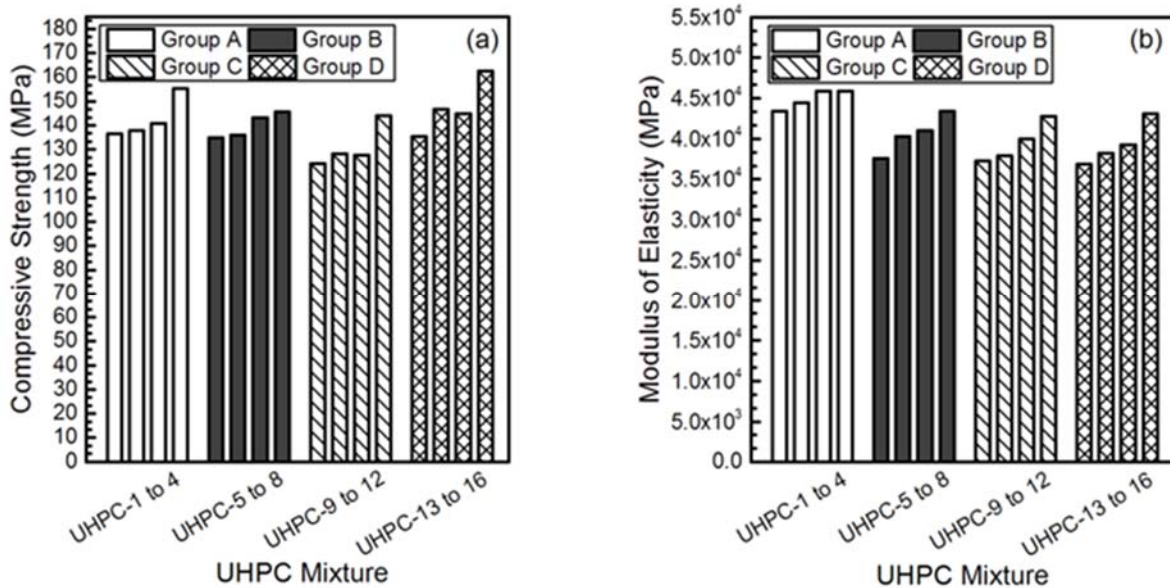 Compressive Strength (MPa)
180
170
160
150
140
130
120
110
100
90
80
70
60
50
40
30
20
10
0
Group A Group B
Group C Group D
(a)
UHPC-1 to 4
UHPC-5 to 8
UHPC-9 to 12
UHPC-13 to 16
UHPC Mixture
Modulus of Elasticity (MPa)
5.5x10⁴
5.0x10⁴
4.5x10⁴
4.0x10⁴
3.5x10⁴
3.0x10⁴
2.5x10⁴
2.0x10⁴
1.5x10⁴
1.0x10⁴
5.0x10³
0.0
Group A Group B
Group C Group D
(b)
UHPC-1 to 4
UHPC-5 to 8
UHPC-9 to 12
UHPC-13 to 16
UHPC Mixture